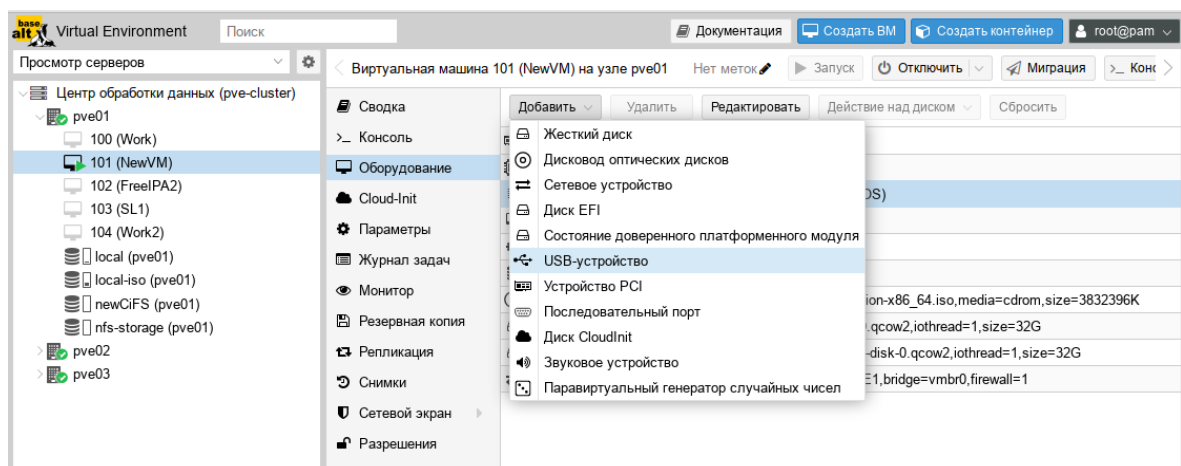 base
alt Virtual Environment Поиск Документация Создать ВМ Создать контейнер root@pam
Просмотр серверов
Виртуальная машина 101 (NewVM) на узле pve01 Нет меток Запуск Отключить Миграция >_
Центр обработки данных (pve-cluster)
pve01
100 (Work)
101 (NewVM)
102 (FreeIPA2)
103 (SL1)
104 (Work2)
local (pve01)
local-iso (pve01)
newCiFS (pve01)
nfs-storage (pve01)
pve02
pve03
Сводка
>_ Консоль
Оборудование
Cloud-Init
Параметры
Журнал задач
Монитор
Резервная копия
Репликация
Снимки
Сетевой экран
Разрешения
Добавить Удалить Редактировать Действие над диском Сбросить
Жесткий диск
Дисковод оптических дисков
Сетевое устройство
Диск EFI
Состояние доверенного платформенного модуля
USB-устройство
Устройство PCI
Последовательный порт
Диск CloudInit
Звуковое устройство
Паравиртуальный генератор случайных чисел
ion-x86_64.iso,media=cdrom,size=3832396K
.qcow2,iothread=1,size=32G
-disk-0.qcow2,iothread=1,size=32G
1,bridge=vmbr0,firewall=1